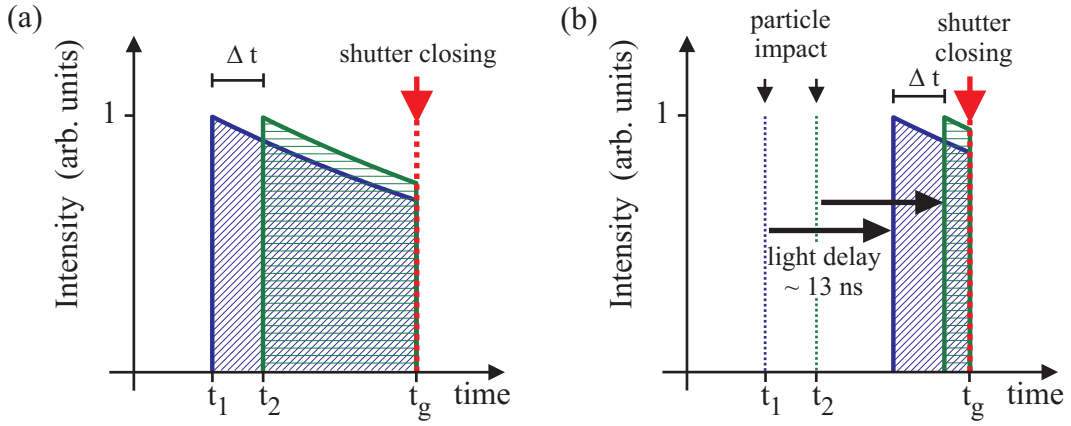 (a)
Intensity (arb. units)
1
Δ t
shutter closing
t1
t2
tg
time
(b)
Intensity (arb. units)
1
particle
impact
shutter
closing
Δ t
light delay
~ 13 ns
t1
t2
tg
time